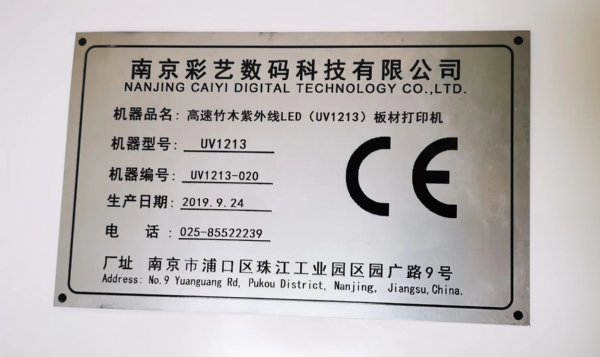 南京彩艺数码科技有限公司
NANJING CAIYI DIGITAL TECHNOLOGY CO.,LTD.
机器品名: 高速竹木紫外线LED(UV1213)板材打印机
机器型号: UV1213
机器编号: UV1213-020
生产日期: 2019.9.24
电 话: 025-85522239
CE
厂址 南京市浦口区珠江工业园区园广路9号
Address: No.9 Yuanguang Rd, Pukou District, Nanjing, Jiangsu,China.